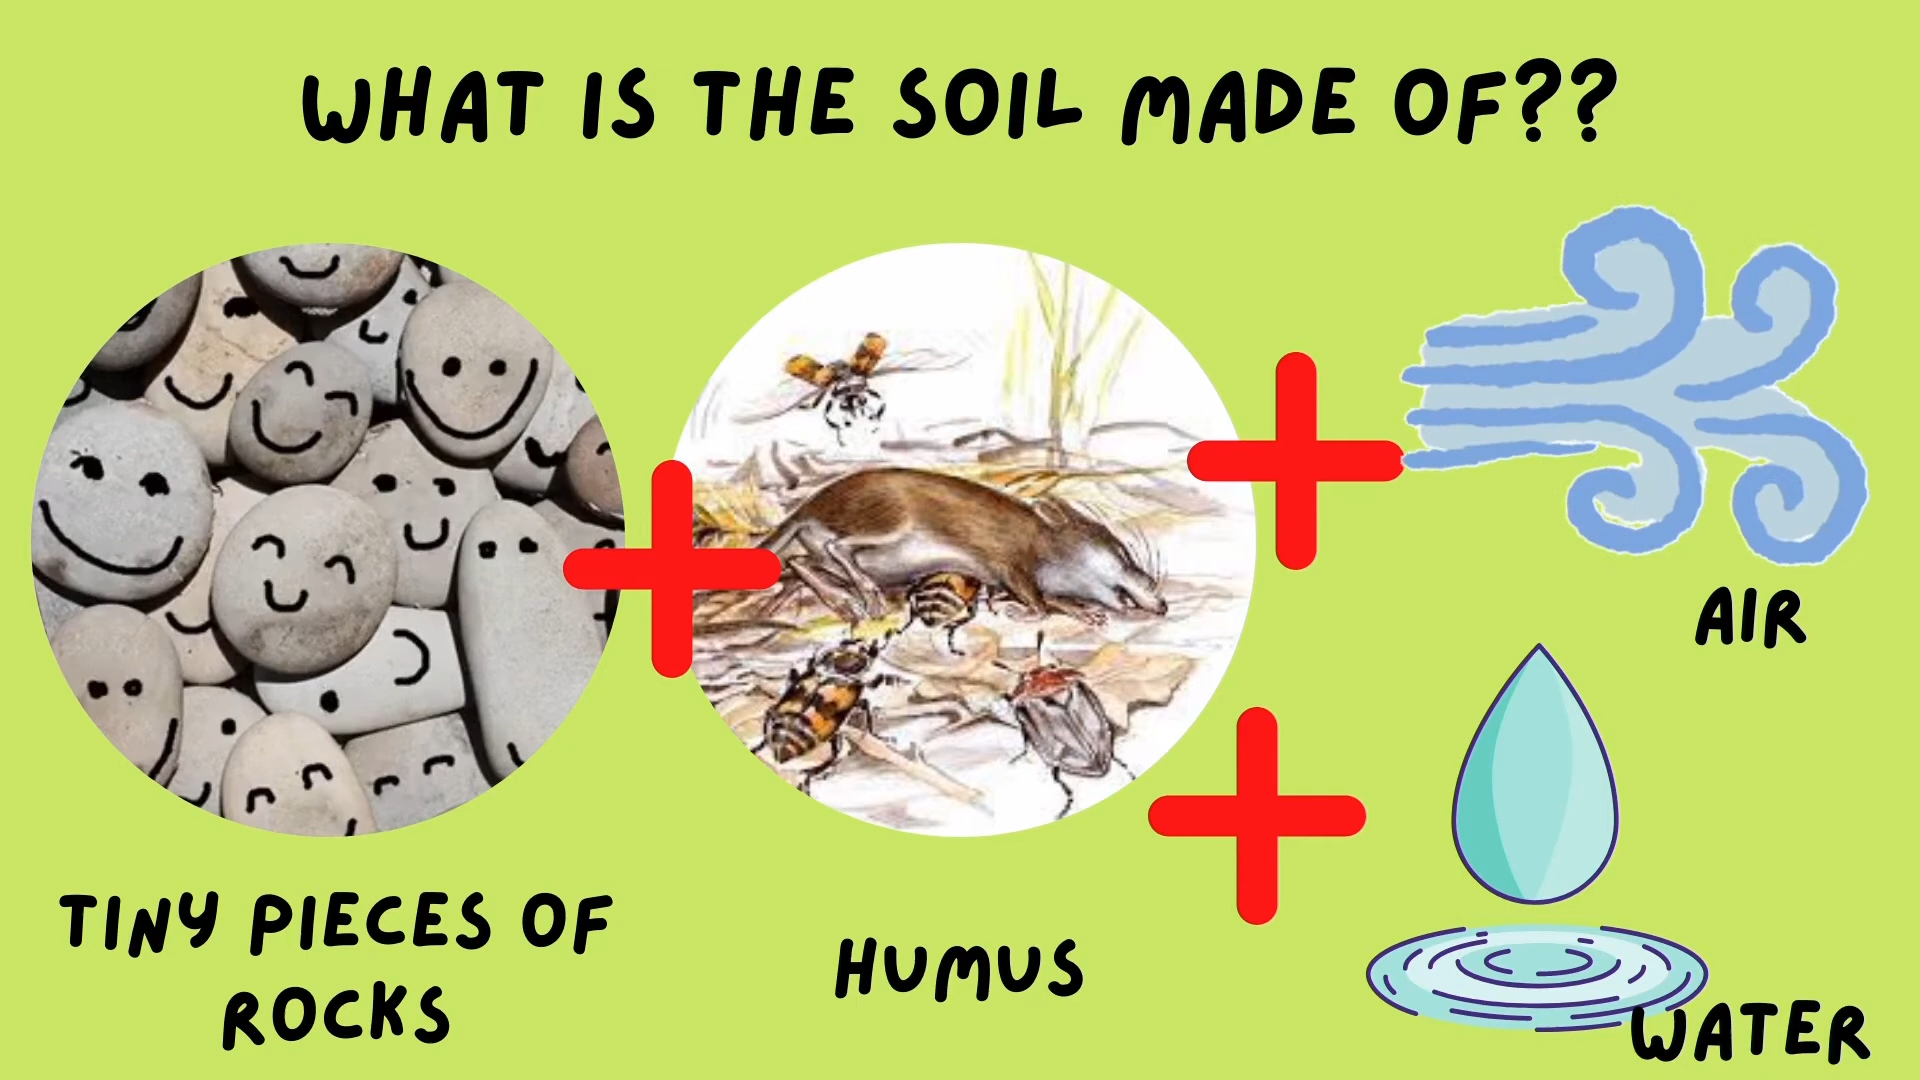 WHAT IS THE SOIL MADE OF??
TINY PIECES OF
ROCKS
HUMUS
AIR
WATER